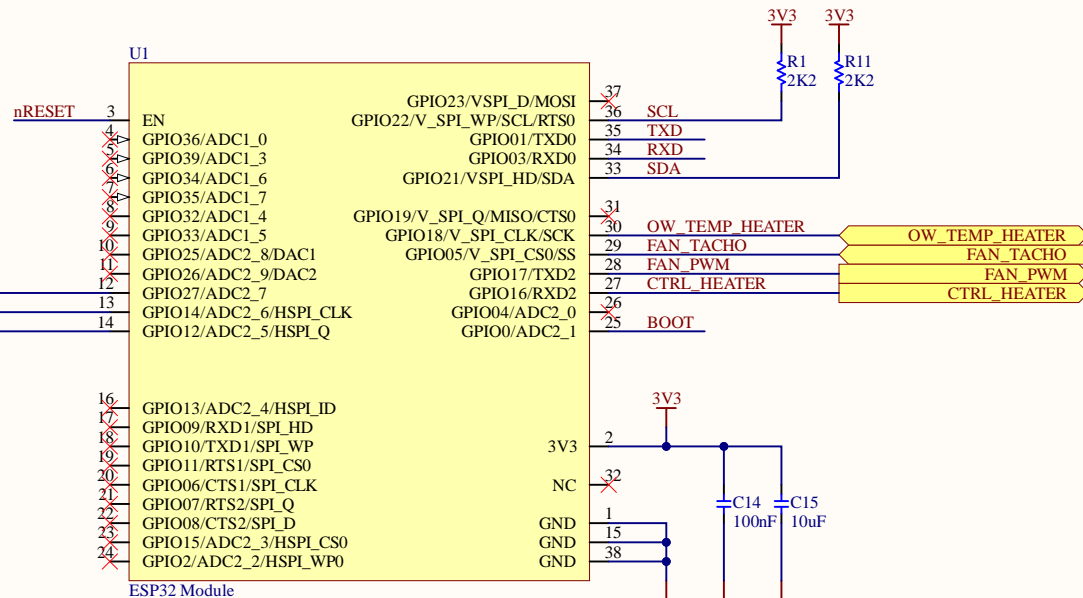 3V3
3V3
U1
R1
2K2
R11
2K2
nRESET
3
EN
4
GPIO36/ADC1_0
5
GPIO39/ADC1_3
6
GPIO34/ADC1_6
7
GPIO35/ADC1_7
8
GPIO32/ADC1_4
9
GPIO33/ADC1_5
10
GPIO25/ADC2_8/DAC1
11
GPIO26/ADC2_9/DAC2
12
GPIO27/ADC2_7
13
GPIO14/ADC2_6/HSPI_CLK
14
GPIO12/ADC2_5/HSPI_Q
16
GPIO13/ADC2_4/HSPI_ID
17
GPIO09/RXD1/SPI_HD
18
GPIO10/TXD1/SPI_WP
19
GPIO11/RTS1/SPI_CS0
20
GPIO06/CTS1/SPI_CLK
21
GPIO07/RTS2/SPI_Q
22
GPIO08/CTS2/SPI_D
23
GPIO15/ADC2_3/HSPI_CS0
24
GPIO2/ADC2_2/HSPI_WP0
GPIO23/VSPI_D/MOSI
37
GPIO22/V_SPI_WP/SCL/RTS0
36
SCL
GPIO01/TXD0
35
TXD
GPIO03/RXD0
34
RXD
GPIO21/VSPI_HD/SDA
33
SDA
GPIO19/V_SPI_Q/MISO/CTS0
31
GPIO18/V_SPI_CLK/SCK
30
OW_TEMP_HEATER
OW_TEMP_HEATER
GPIO05/V_SPI_CS0/SS
29
FAN_TACHO
FAN_TACHO
GPIO17/TXD2
28
FAN_PWM
FAN_PWM
GPIO16/RXD2
27
CTRL_HEATER
CTRL_HEATER
GPIO04/ADC2_0
26
GPIO0/ADC2_1
25
BOOT
3V3
3V3
2
NC
32
GND
1
GND
15
GND
38
C14
100nF
C15
10uF
ESP32 Module